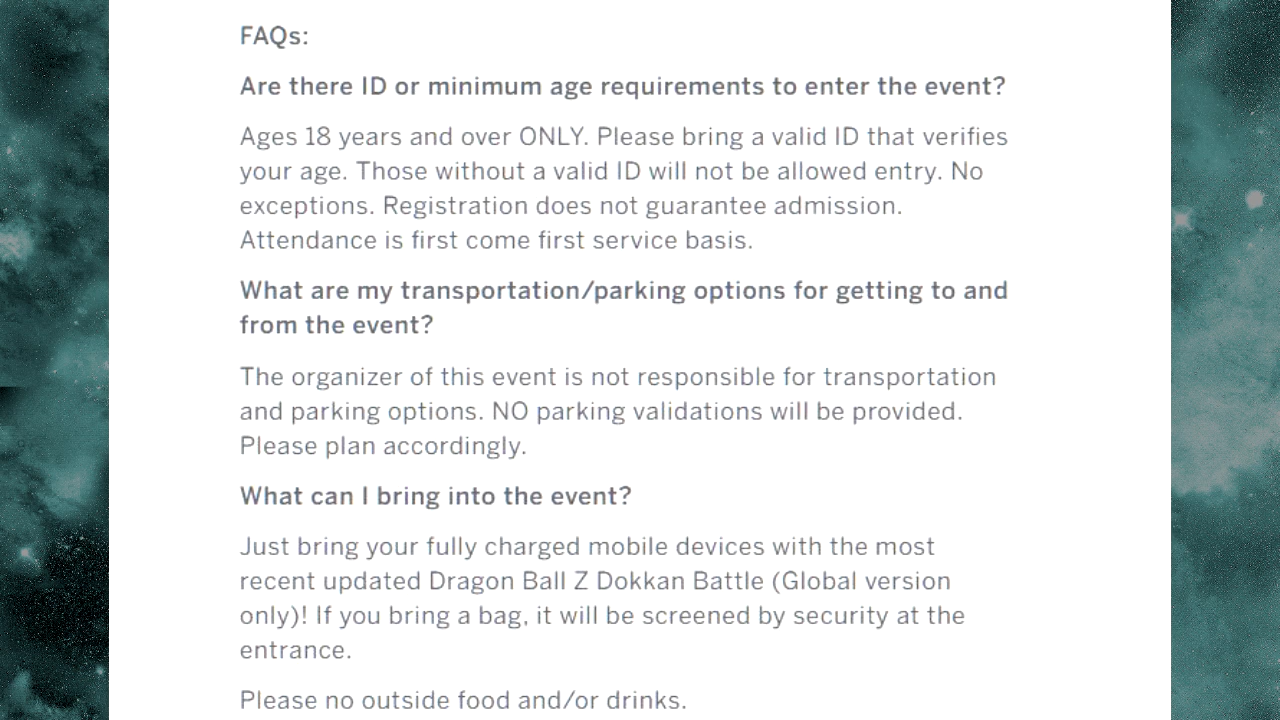 FAQs:
Are there ID or minimum age requirements to enter the event?
Ages 18 years and over ONLY. Please bring a valid ID that verifies
your age. Those without a valid ID will not be allowed entry. No
exceptions. Registration does not guarantee admission.
Attendance is first come first service basis.
What are my transportation/parking options for getting to and
from the event?
The organizer of this event is not responsible for transportation
and parking options. NO parking validations will be provided.
Please plan accordingly.
What can I bring into the event?
Just bring your fully charged mobile devices with the most
recent updated Dragon Ball Z Dokkan Battle (Global version
only)! If you bring a bag, it will be screened by security at the
entrance.
Please no outside food and/or drinks.